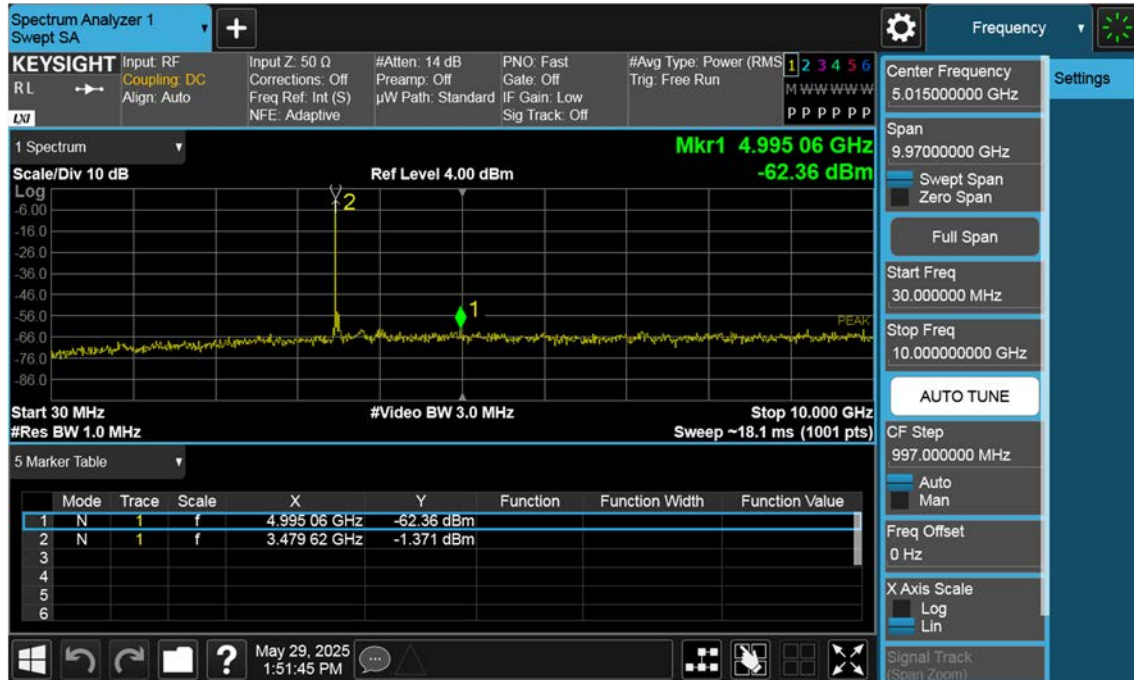 Spectrum Analyzer 1
Swept SA
Frequency
KEYSIGHT
RL
LXI
Input: RF
Coupling: DC
Align: Auto
Input Z: 50 Ω
Corrections: Off
Freq Ref: Int (S)
NFE: Adaptive
#Atten: 14 dB
Preamp: Off
µW Path: Standard
PNO: Fast
Gate: Off
IF Gain: Low
Sig Track: Off
#Avg Type: Power (RMS
Trig: Free Run
1 2 3 4 5 6
M W W W W W
P P P P P P
1 Spectrum
Mkr1 4.995 06 GHz
-62.36 dBm
Scale/Div 10 dB
Ref Level 4.00 dBm
Log
-6.00
-16.0
-26.0
-36.0
-46.0
-56.0
-66.0
-76.0
-86.0
2
1
PEAK
Start 30 MHz
#Video BW 3.0 MHz
Stop 10.000 GHz
#Res BW 1.0 MHz
Sweep ~18.1 ms (1001 pts)
5 Marker Table
Mode Trace Scale X Y Function Function Width Function Value
1 N 1 f 4.995 06 GHz -62.36 dBm
2 N 1 f 3.479 62 GHz -1.371 dBm
3
4
5
6
May 29, 2025
1:51:45 PM
Center Frequency
5.015000000 GHz
Span
9.97000000 GHz
Swept Span
Zero Span
Full Span
Start Freq
30.000000 MHz
Stop Freq
10.000000000 GHz
AUTO TUNE
CF Step
997.000000 MHz
Auto
Man
Freq Offset
0 Hz
X Axis Scale
Log
Lin
Signal Track
(Span Zoom)
Settings